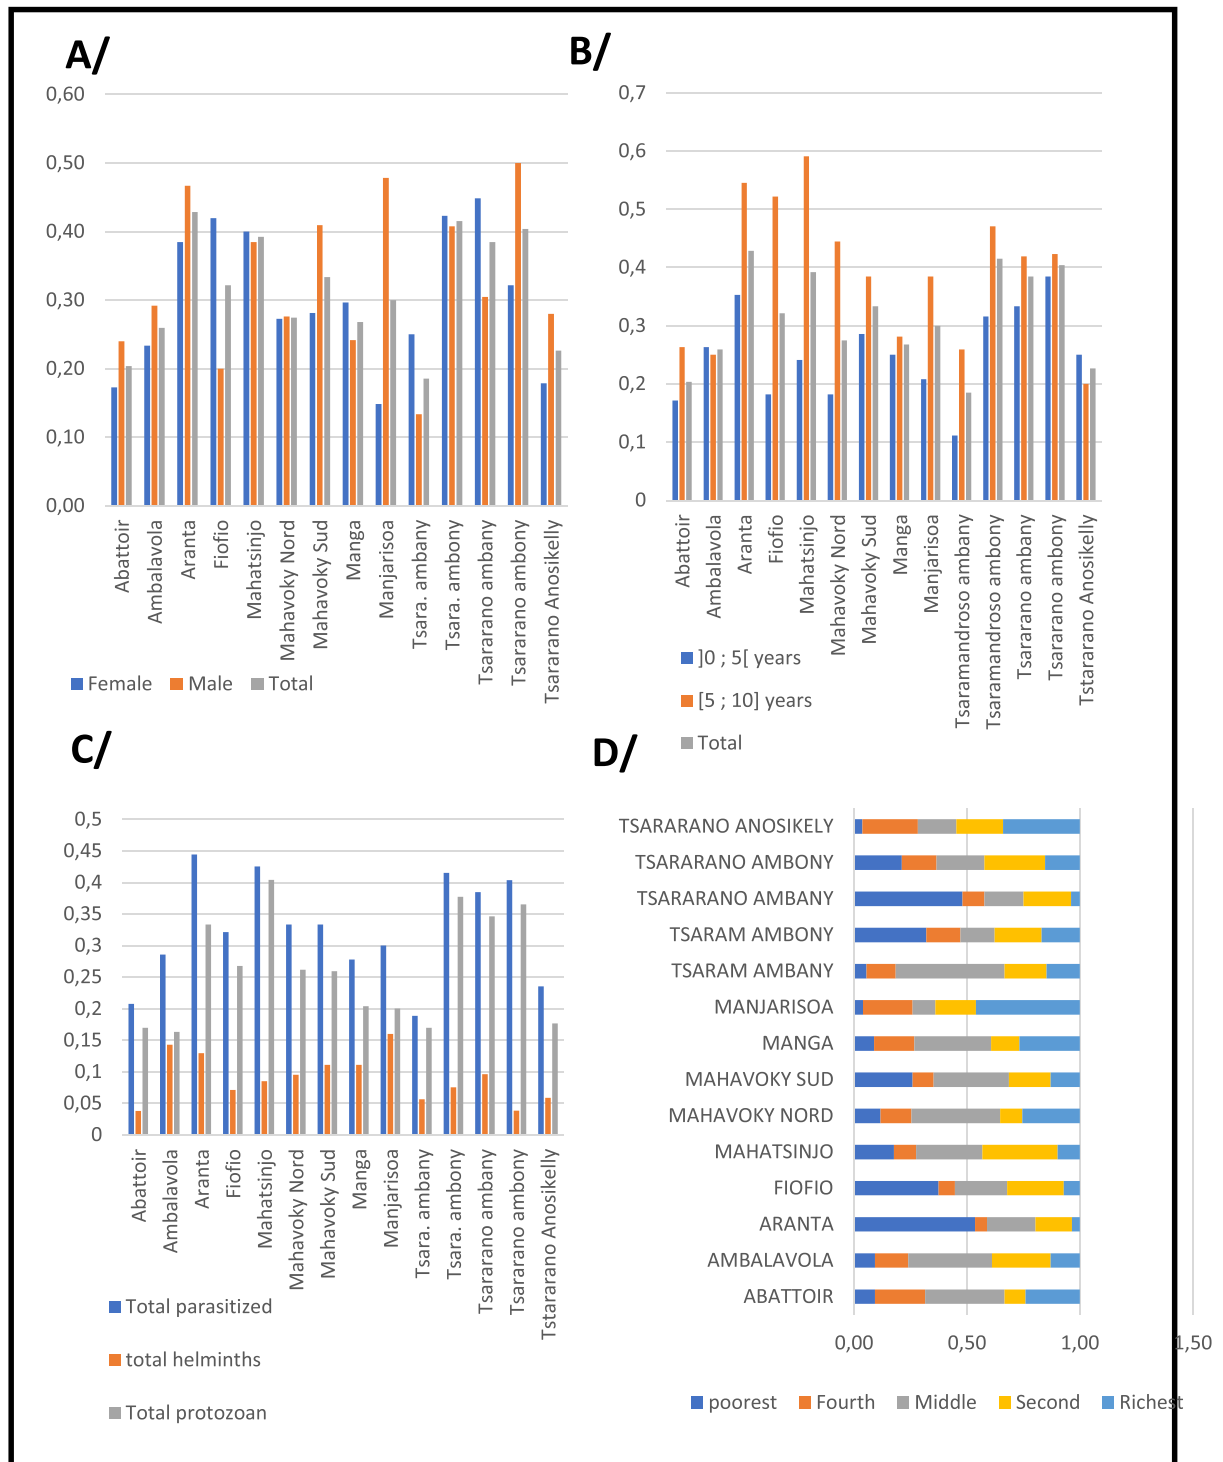 A/
0,60
0,50
0,40
0,30
0,20
0,10
0,00
Abattoir
Ambalavola
Aranta
Fiofio
Mahatsinjo
Mahavoky Nord
Mahavoky Sud
Manga
Manjarisoa
Tsara. ambany
Tsara. ambony
Tsararano ambany
Tsararano ambony
Tsararano Anosikelly
Female Male Total
B/
0,7
0,6
0,5
0,4
0,3
0,2
0,1
0
Abattoir
Ambalavola
Aranta
Fiofio
Mahatsinjo
Mahavoky Nord
Mahavoky Sud
Manga
Manjarisoa
Tsaramandroso ambany
Tsaramandroso ambony
Tsararano ambany
Tsararano ambony
Tstararano Anosikelly
]0 ; 5[ years
[5 ; 10] years
Total
C/
0,5
0,45
0,4
0,35
0,3
0,25
0,2
0,15
0,1
0,05
0
Abattoir
Ambalavola
Aranta
Fiofio
Mahatsinjo
Mahavoky Nord
Mahavoky Sud
Manga
Manjarisoa
Tsara. ambany
Tsara. ambony
Tsararano ambany
Tsararano ambony
Tstararano Anosikelly
Total parasitized
total helminths
Total protozoan
D/
TSARARANO ANOSIKELY
TSARARANO AMBONY
TSARARANO AMBANY
TSARAM AMBONY
TSARAM AMBANY
MANJARISOA
MANGA
MAHAVOKY SUD
MAHAVOKY NORD
MAHATSINJO
FIOFIO
ARANTA
AMBALAVOLA
ABATTOIR
0,00 0,50 1,00 1,50
poorest Fourth Middle Second Richest